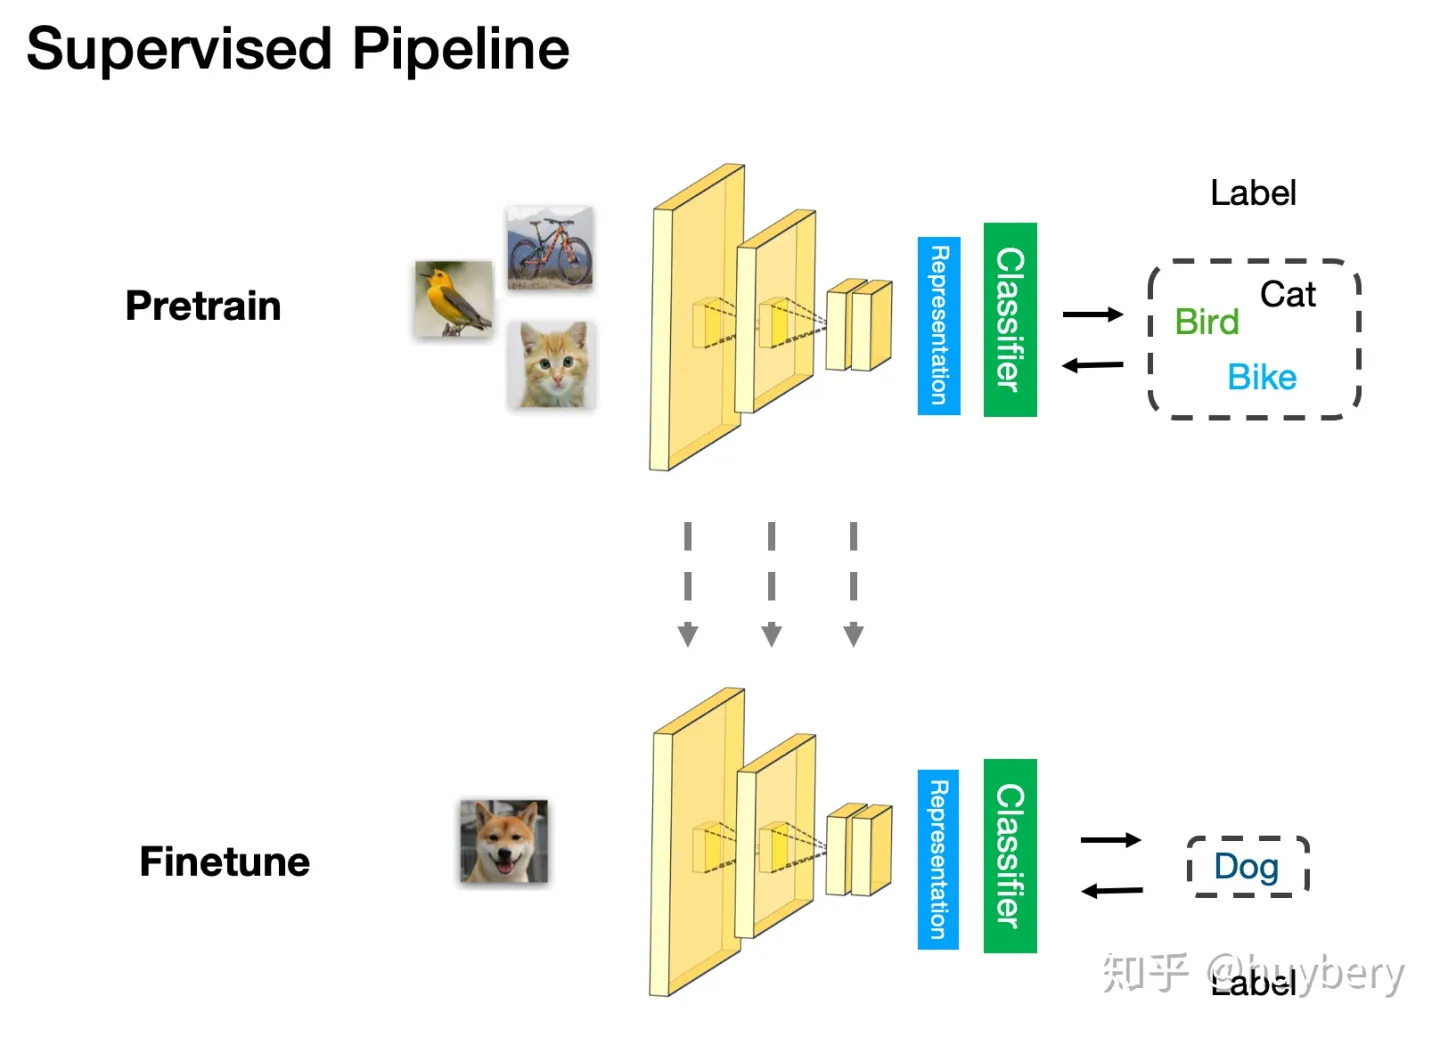 Supervised Pipeline
Label
Pretrain
Representation
Classifier
Cat
Bird
Bike
Finetune
Representation
Classifier
Dog
Label
知乎 @huybery